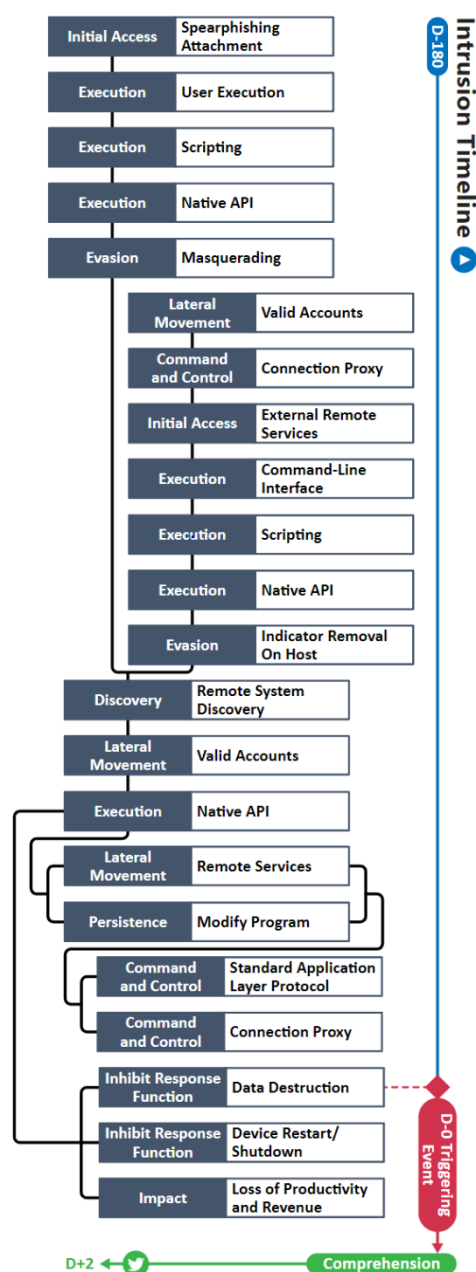 Intrusion Timeline
D-180
Initial Access
Spearphishing
Attachment
Execution
User Execution
Execution
Scripting
Execution
Native API
Evasion
Masquerading
Lateral
Movement
Valid Accounts
Command
and Control
Connection Proxy
Initial Access
External Remote
Services
Execution
Command-Line
Interface
Execution
Scripting
Execution
Native API
Evasion
Indicator Removal
On Host
Discovery
Remote System
Discovery
Lateral
Movement
Valid Accounts
Execution
Native API
Lateral
Movement
Remote Services
Persistence
Modify Program
Command
and Control
Standard Application
Layer Protocol
Command
and Control
Connection Proxy
Inhibit Response
Function
Data Destruction
Inhibit Response
Function
Device Restart/
Shutdown
Impact
Loss of Productivity
and Revenue
D-0 Triggering
Event
D+2
Comprehension